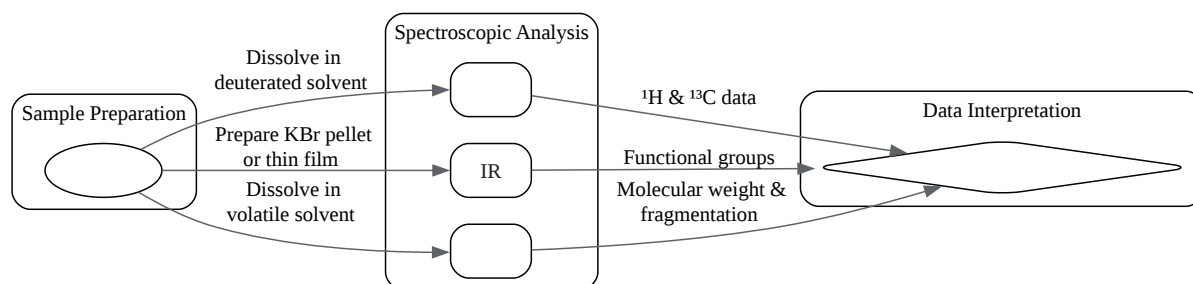 Spectroscopic Analysis
Dissolve in
deuterated solvent
¹H & ¹³C data
Sample Preparation
Data Interpretation
Prepare KBr pellet
or thin film
IR
Functional groups
Dissolve in
volatile solvent
Molecular weight &
fragmentation